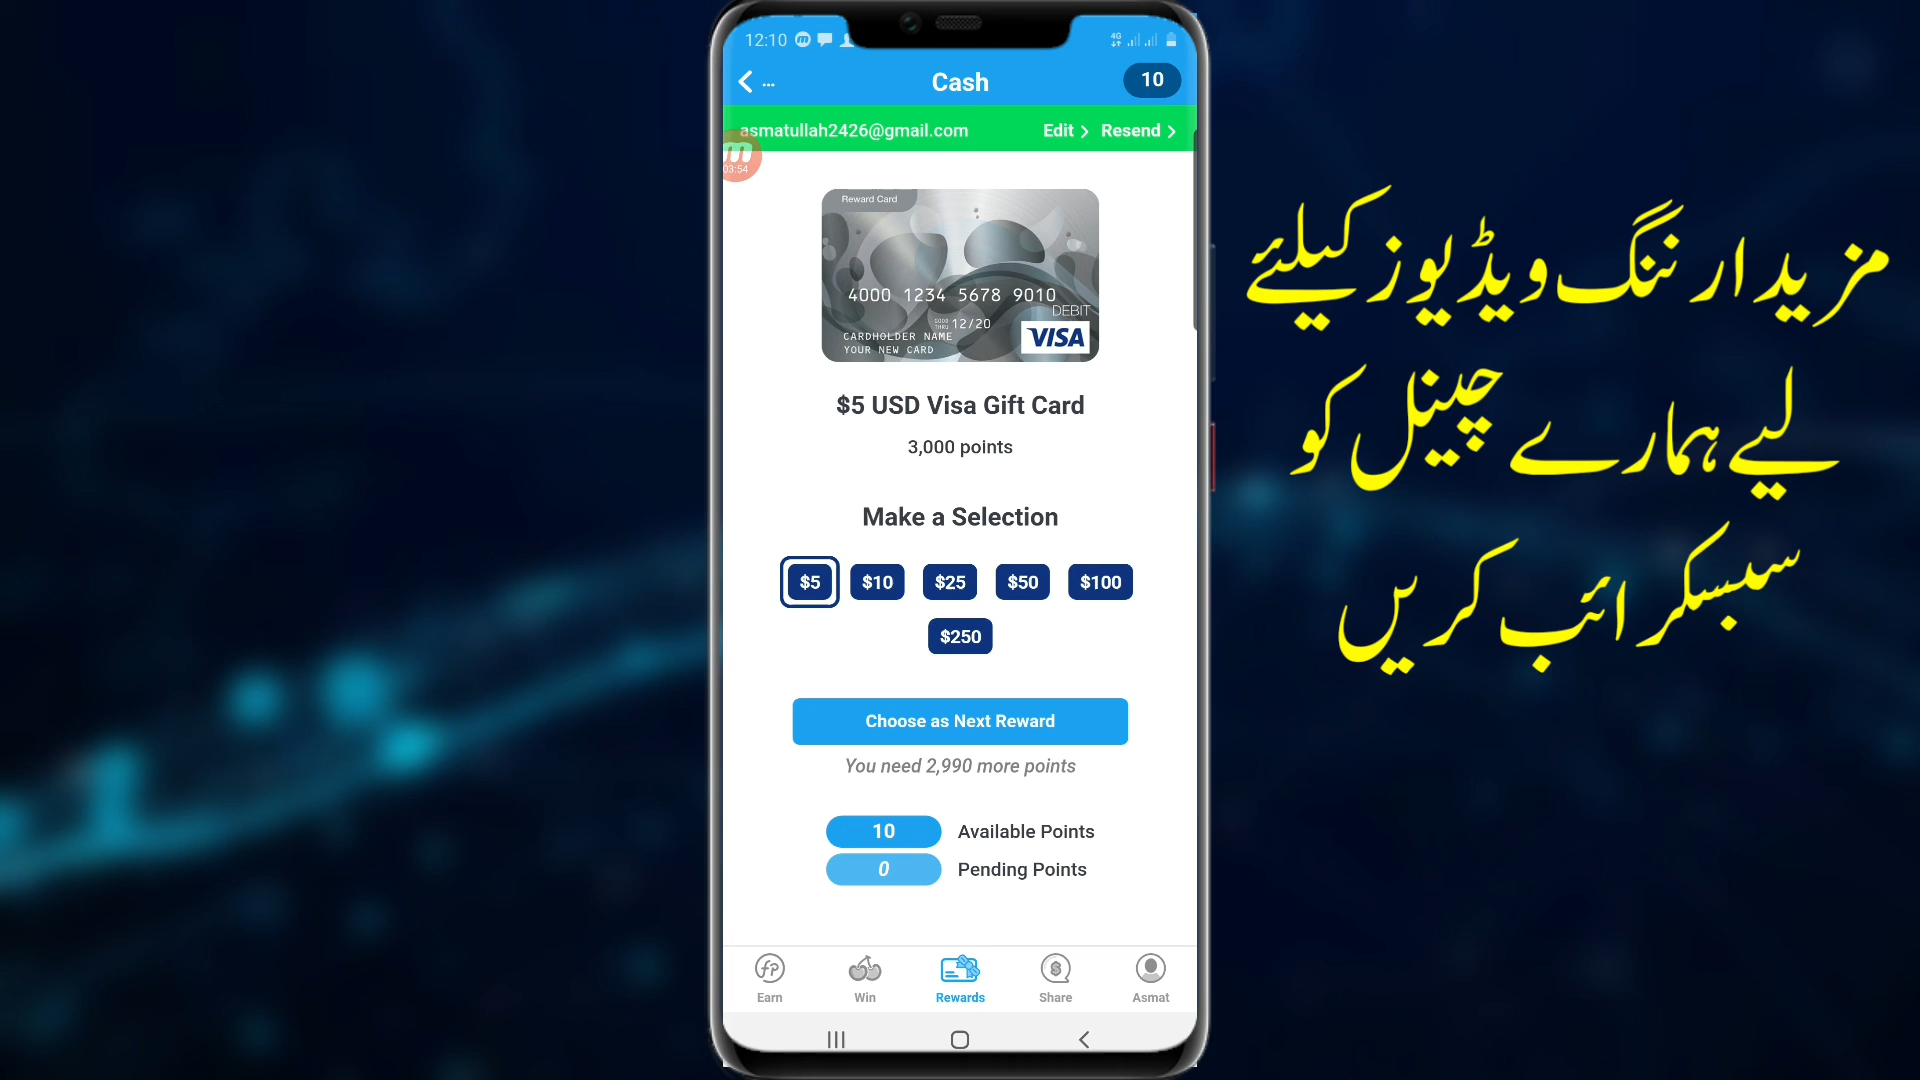 12:10
4G
...
Cash
10
asmatullah2426@gmail.com
Edit
Resend
m
03:54
Reward Card
4000 1234 5678 9010
DEBIT
GOOD THRU 12/20
CARDHOLDER NAME
YOUR NEW CARD
VISA
$5 USD Visa Gift Card
3,000 points
Make a Selection
$5 $10 $25 $50 $100
$250
Choose as Next Reward
You need 2,990 more points
10 Available Points
0 Pending Points
Earn Win Rewards Share Asmat
مزید ارننگ ویڈیوز کیلئے
لیے ہمارے چینل کو
سبسکرائب کریں